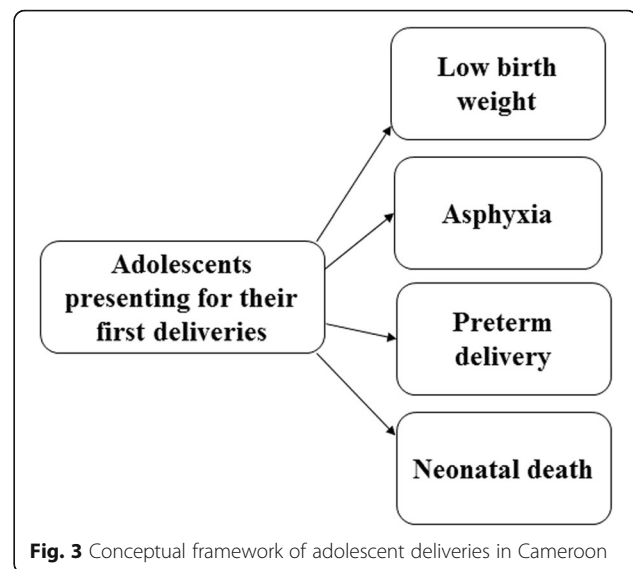 Low birth
weight
Asphyxia
Adolescents
presenting for their
first deliveries
Preterm
delivery
Neonatal death
Fig. 3 Conceptual framework of adolescent deliveries in Cameroon